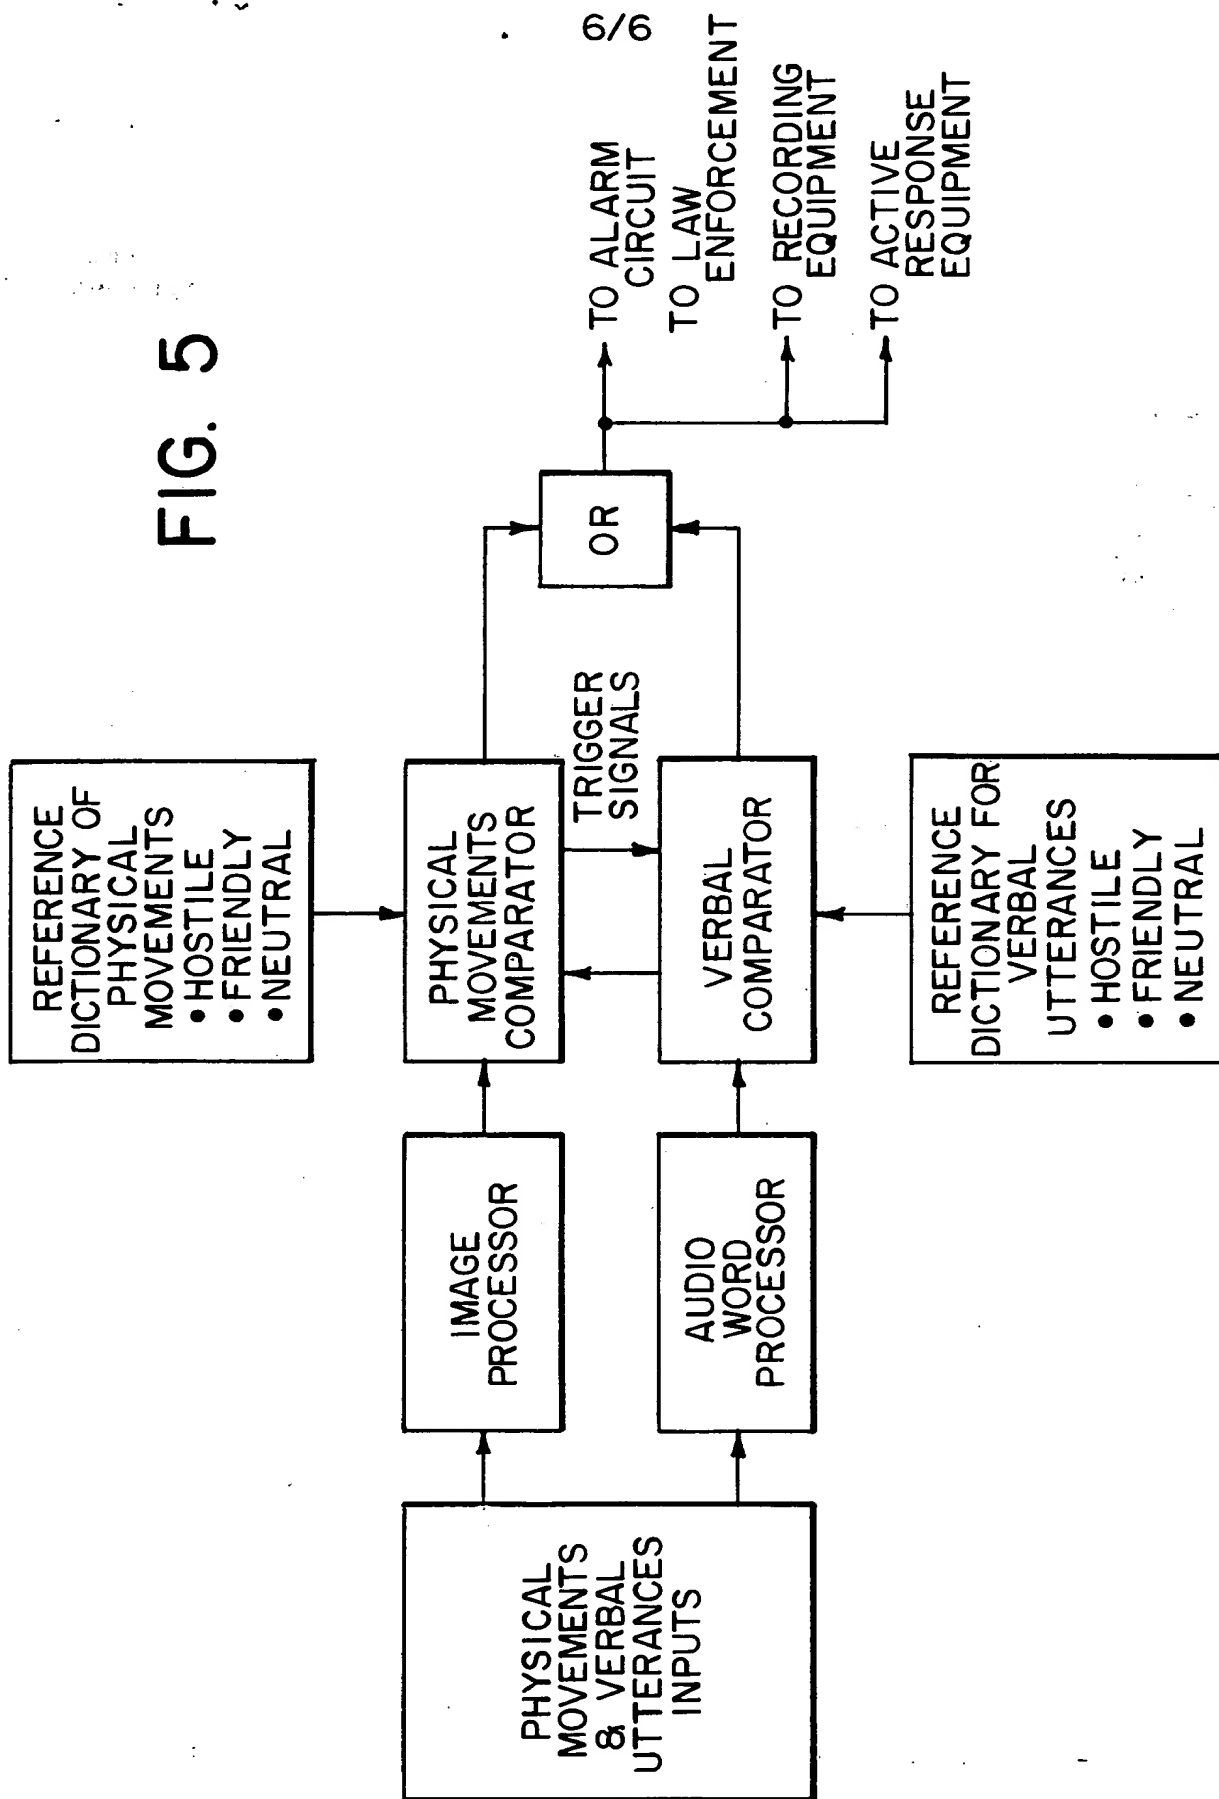 6/6
FIG. 5
REFERENCE
DICTIONARY OF
PHYSICAL
MOVEMENTS
• HOSTILE
• FRIENDLY
• NEUTRAL
PHYSICAL
MOVEMENTS
& VERBAL
UTTERANCES
INPUTS
IMAGE
PROCESSOR
PHYSICAL
MOVEMENTS
COMPARATOR
TRIGGER
SIGNALS
AUDIO
WORD
PROCESSOR
VERBAL
COMPARATOR
OR
TO ALARM
CIRCUIT
TO LAW
ENFORCEMENT
TO RECORDING
EQUIPMENT
TO ACTIVE
RESPONSE
EQUIPMENT
REFERENCE
DICTIONARY FOR
VERBAL
UTTERANCES
• HOSTILE
• FRIENDLY
• NEUTRAL